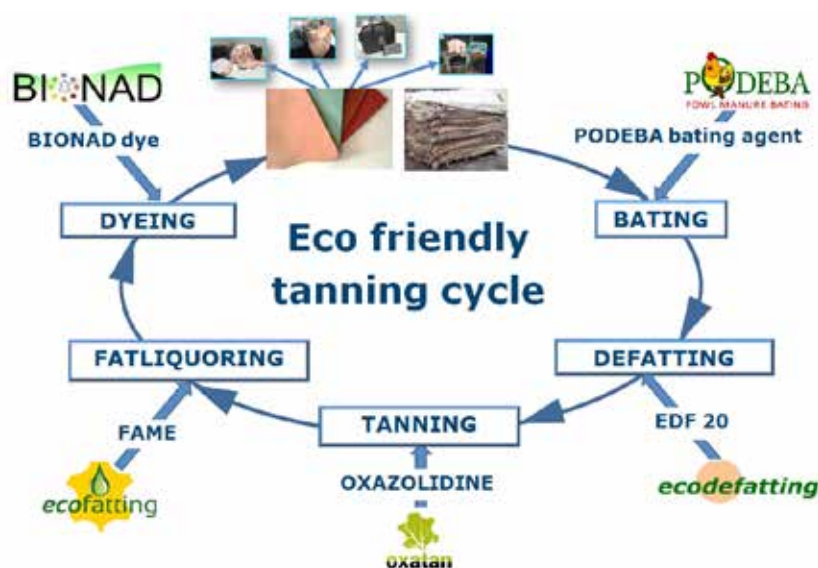 BIONAD
PODEBA
FOWL MANURE BATING
BIONAD dye
PODEBA bating agent
DYEING
BATING
Eco friendly
tanning cycle
FATLIQUORING
DEFATTING
TANNING
FAME
EDF 20
OXAZOLIDINE
ecofatting
ecodefatting
oxatan